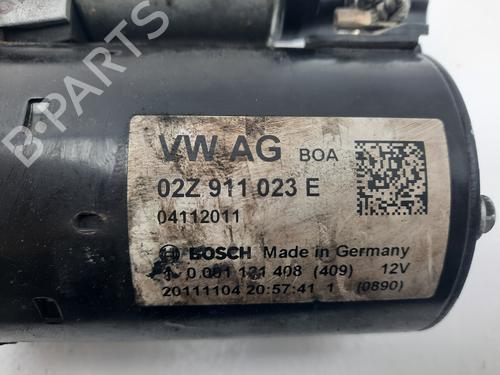 VW AG BOA
02Z 911 023 E
04112011
BOSCH Made in Germany
0 001 121 408 (409) 12V
20111104 20:57:41 1 (0890)
B-PARTS